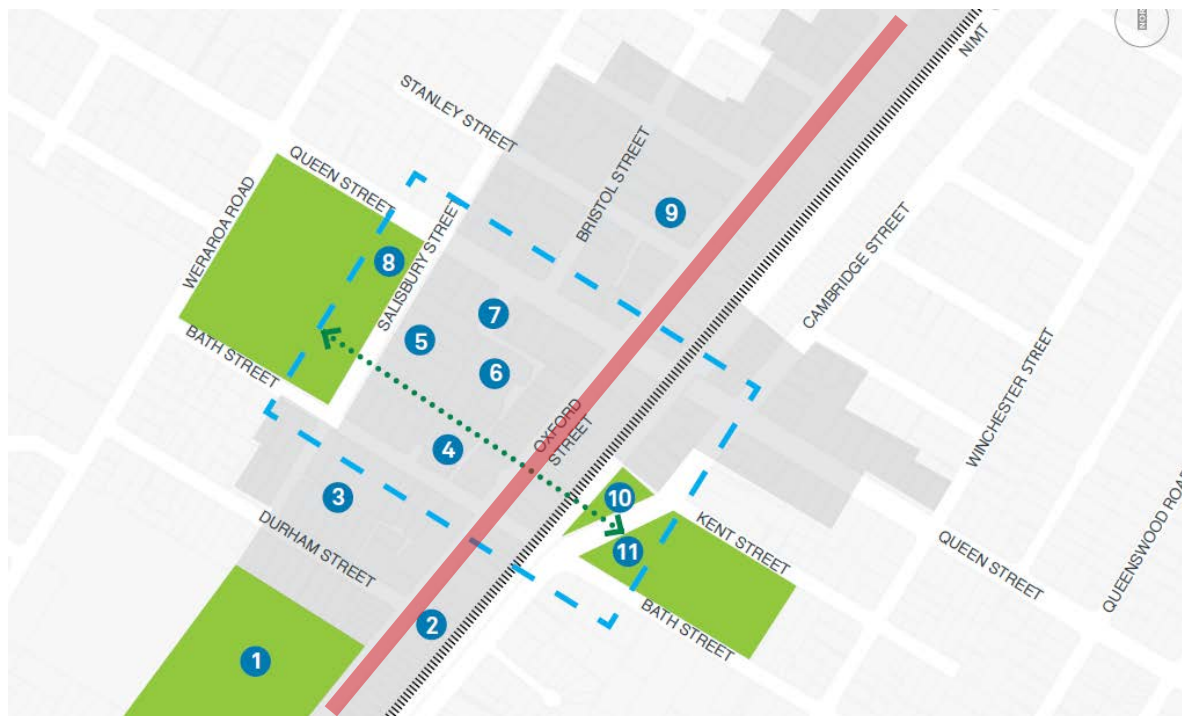 NOR
NIMT
STANLEY STREET
BRISTOL STREET
QUEEN STREET
WERARAOA ROAD
SALISBURY STREET
9
CAMBRIDGE STREET
8
7
5
6
BATH STREET
OXFORD
STREET
WINCHESTER STREET
4
3
10
DURHAM STREET
11
KENT STREET
QUEEN STREET
QUEENSWOOD ROAD
2
BATH STREET
1